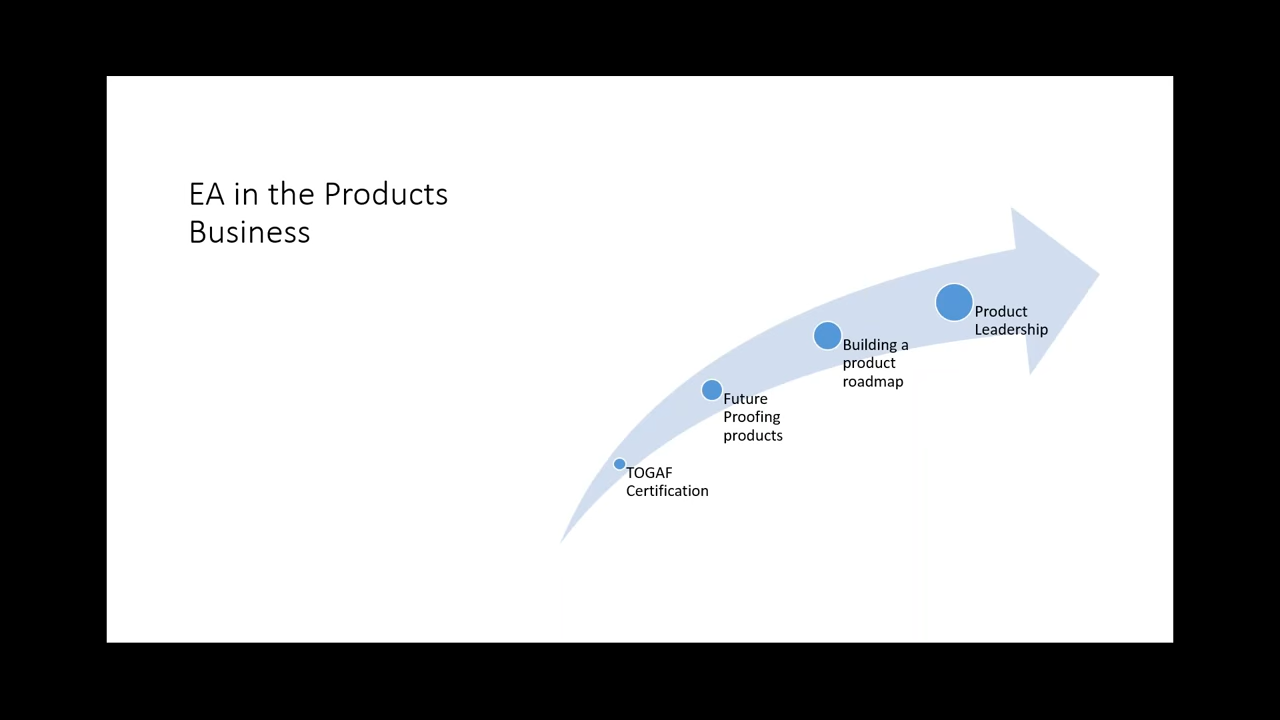 EA in the Products
Business
Product
Leadership
Building a
product
roadmap
Future
Proofing
products
TOGAF
Certification